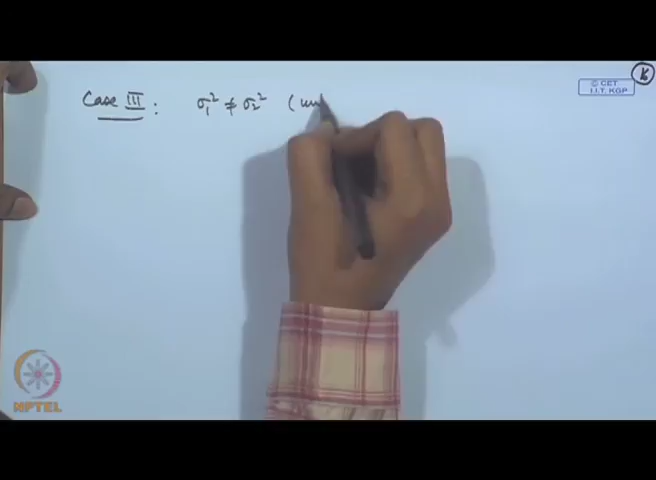 Case III : σ₁² ≠ σ₂² (un
© CET
I.I.T. KGP
NPTEL